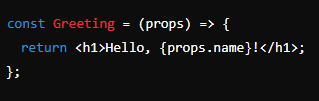 const Greeting = (props) => {
  return <h1>Hello, {props.name}!</h1>;
};